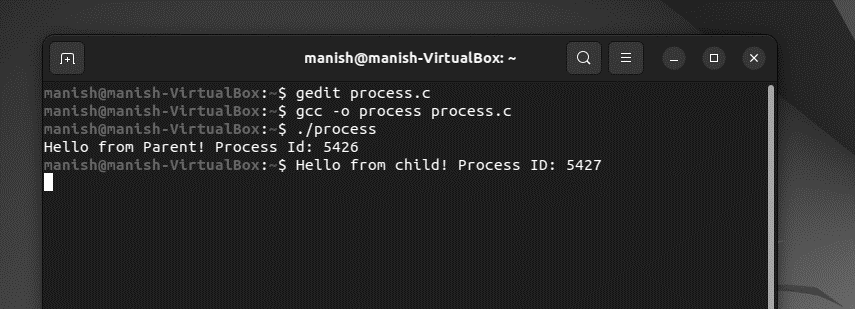 manish@manish-VirtualBox: ~
manish@manish-VirtualBox:~$ gedit process.c
manish@manish-VirtualBox:~$ gcc -o process process.c
manish@manish-VirtualBox:~$ ./process
Hello from Parent! Process Id: 5426
manish@manish-VirtualBox:~$ Hello from child! Process ID: 5427